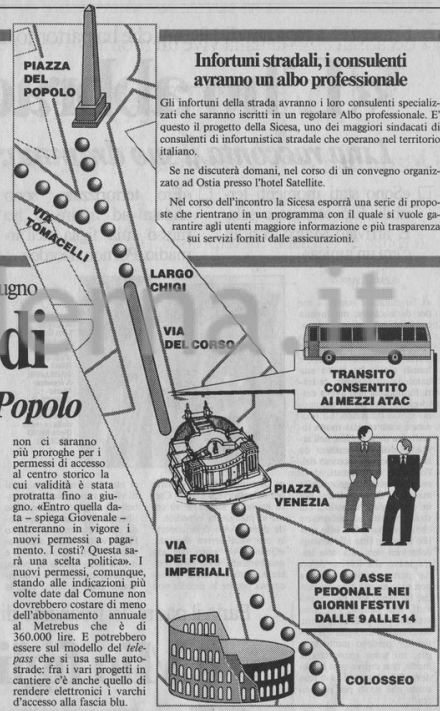 PIAZZA
DEL
POPOLO
VIA
TOMACELLI
LARGO
CHIGI
VIA
DEL CORSO
TRANSITO
CONSENTITO
AI MEZZI ATAC
PIAZZA
VENEZIA
VIA
DEI FORI
IMPERIALI
ASSE
PEDONALE NEI
GIORNI FESTIVI
DALLE 9 ALLE 14
COLOSSEO
Infortuni stradali, i consulenti
avranno un albo professionale
Gli infortuni della strada avranno i loro consulenti specializ-
zati che saranno iscritti in un regolare Albo professionale. E'
questo il progetto della Sicesa, uno dei maggiori sindacati di
consulenti di infortunistica stradale che operano nel territorio
italiano.
Se ne discuterà domani, nel corso di un convegno organiz-
zato ad Ostia presso l'hotel Satellite.
Nel corso dell'incontro la Sicesa esporrà una serie di propo-
ste che rientrano in un programma con il quale si vuole ga-
rantire agli utenti maggiore informazione e più trasparenza
sui servizi forniti dalle assicurazioni.
ugno
di
Popolo
non ci saranno
più proroghe per i
permessi di accesso
al centro storico la
cui validità è stata
protratta fino a giu-
gno. «Entro quella da-
ta – spiega Giovenale –
entreranno in vigore i
nuovi permessi a paga-
mento. I costi? Questa sa-
rà una scelta politica». I
nuovi permessi, comunque,
stando alle indicazioni più
volte date dal Comune non
dovrebbero costare di meno
dell'abbonamento annuale
al Metrebus che è di
360.000 lire. E potrebbero
essere sul modello del tele-
pass che si usa sulle auto-
strade: fra i vari progetti in
cantiere c'è anche quello di
rendere elettronici i varchi
d'accesso alla fascia blu.